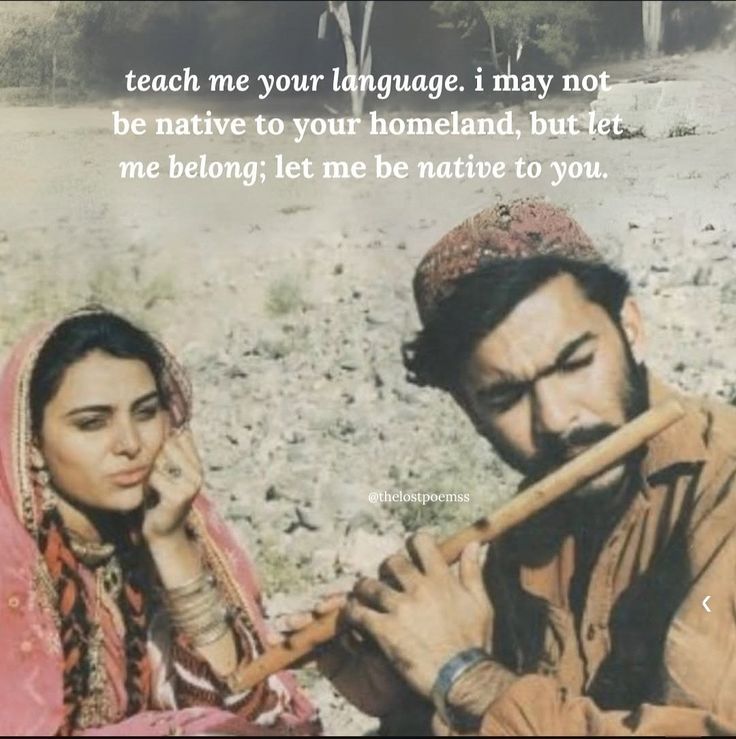 teach me your language. i may not
be native to your homeland, but let
me belong; let me be native to you.
@thelostpoemss